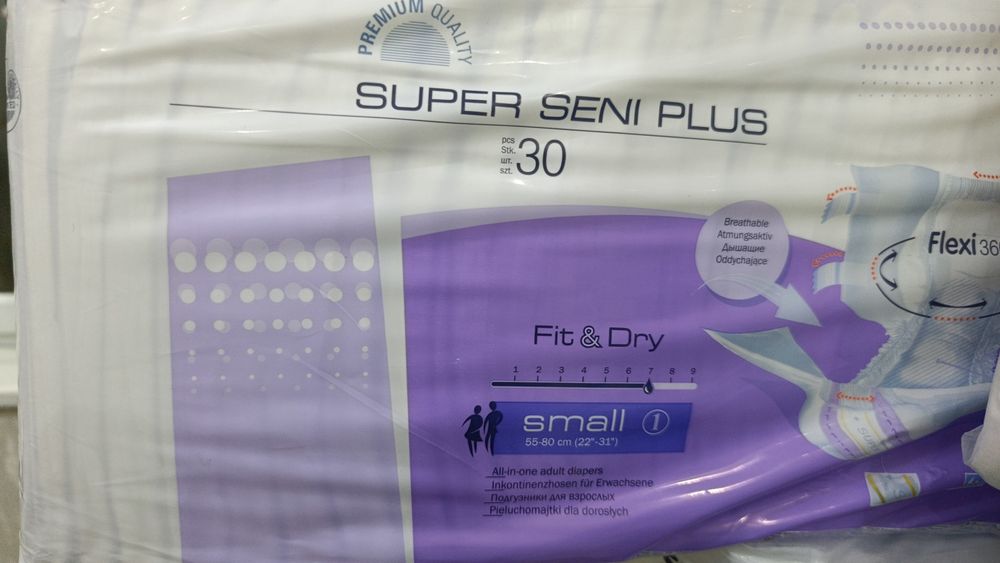 PREMIUM QUALITY
SUPER SENI PLUS
pcs
Stk.
шт.
szt.
30
Breathable
Atmungsaktiv
Дышащие
Oddychające
Flexi 36
Fit & Dry
1 2 3 4 5 6 7 8 9
small 1
55-80 cm (22"-31")
All-in-one adult diapers
Inkontinenzhosen für Erwachsene
Подгузники для взрослых
Pieluchomajtki dla dorosłych